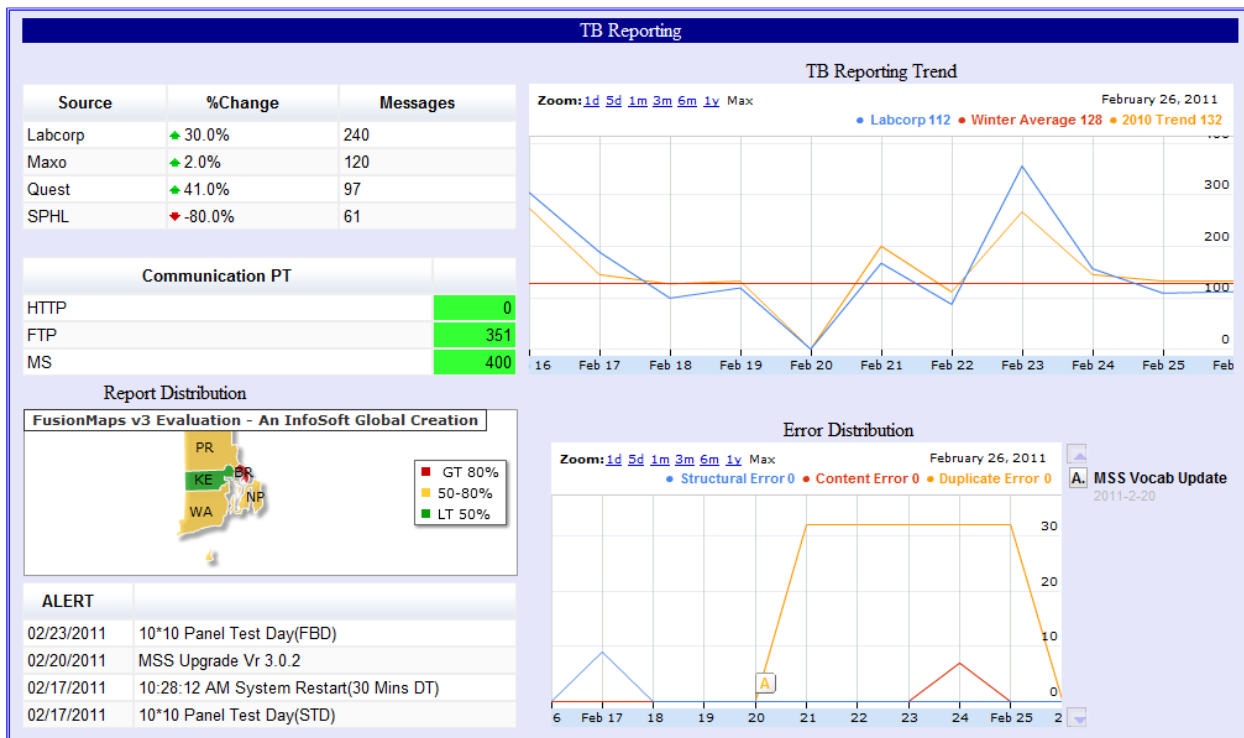 TB Reporting
Source %Change Messages
Labcorp 30.0% 240
Maxo 2.0% 120
Quest 41.0% 97
SPHL -80.0% 61
Communication PT
HTTP 0
FTP 351
MS 400
Report Distribution
FusionMaps v3 Evaluation - An InfoSoft Global Creation
PR
KE
BR
NP
WA
GT 80%
50-80%
LT 50%
ALERT
02/23/2011 10*10 Panel Test Day(FBD)
02/20/2011 MSS Upgrade Vr 3.0.2
02/17/2011 10:28:12 AM System Restart(30 Mins DT)
02/17/2011 10*10 Panel Test Day(STD)
TB Reporting Trend
Zoom: 1d 5d 1m 3m 6m 1y Max February 26, 2011
Labcorp 112 Winter Average 128 2010 Trend 132
400
300
200
100
0
16 Feb 17 Feb 18 Feb 19 Feb 20 Feb 21 Feb 22 Feb 23 Feb 24 Feb 25 Feb
Error Distribution
Zoom: 1d 5d 1m 3m 6m 1y Max February 26, 2011
Structural Error 0 Content Error 0 Duplicate Error 0
30
20
10
0
A
6 Feb 17 18 19 20 21 22 23 24 Feb 25 2
A. MSS Vocab Update
2011-2-20